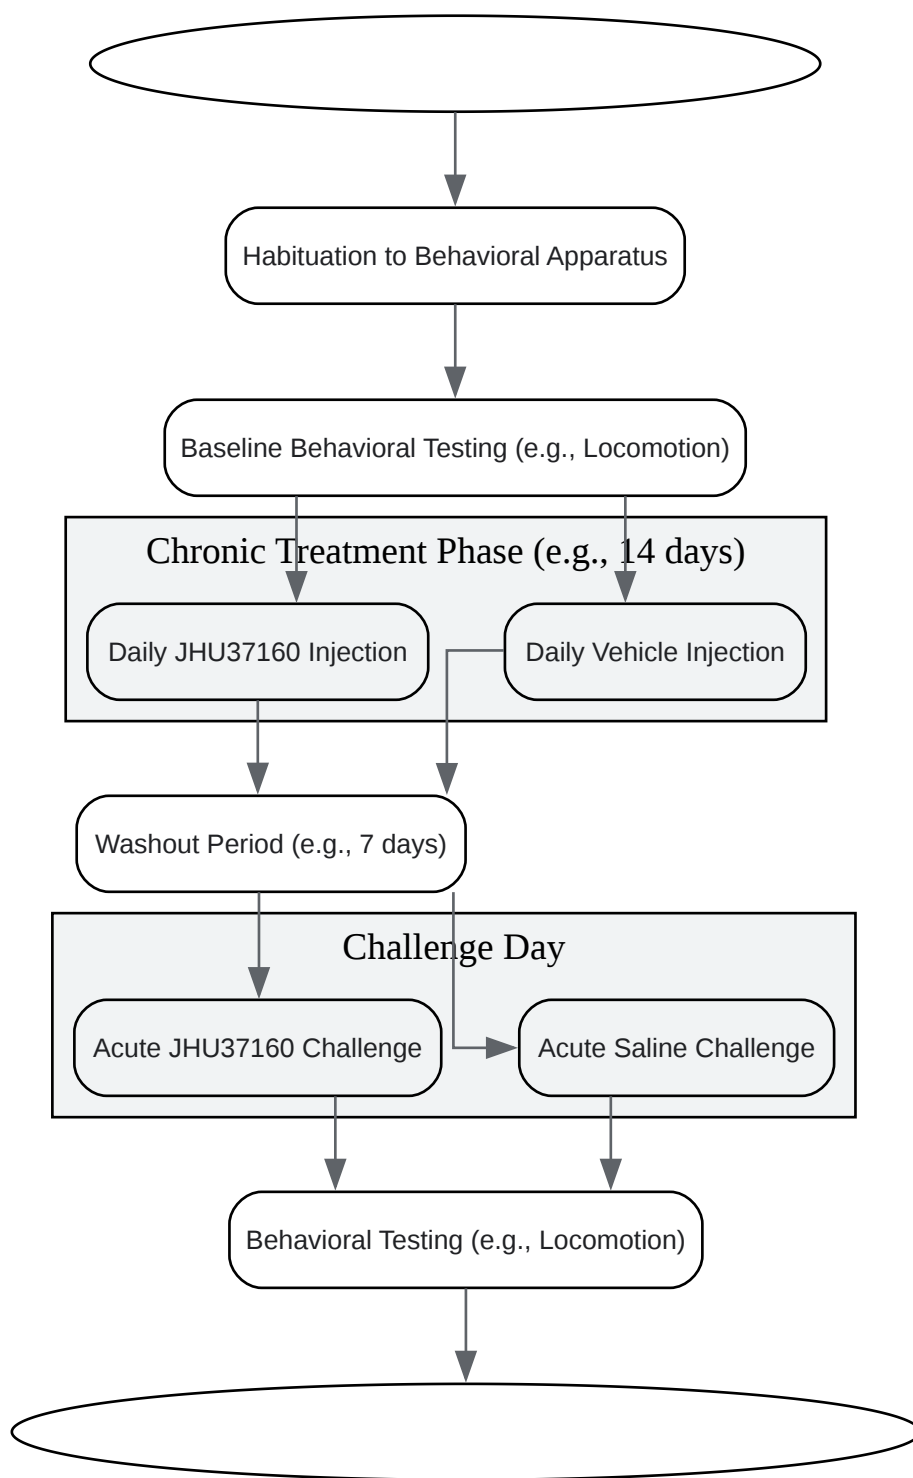 Habituation to Behavioral Apparatus
Baseline Behavioral Testing (e.g., Locomotion)
Chronic Treatment Phase (e.g., 14 days)
Daily JHU37160 Injection
Daily Vehicle Injection
Washout Period (e.g., 7 days)
Challenge Day
Acute JHU37160 Challenge
Acute Saline Challenge
Behavioral Testing (e.g., Locomotion)